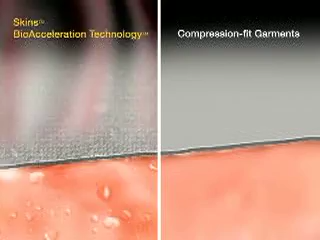 Skins™
BioAcceleration Technology™
Compression-fit Garments